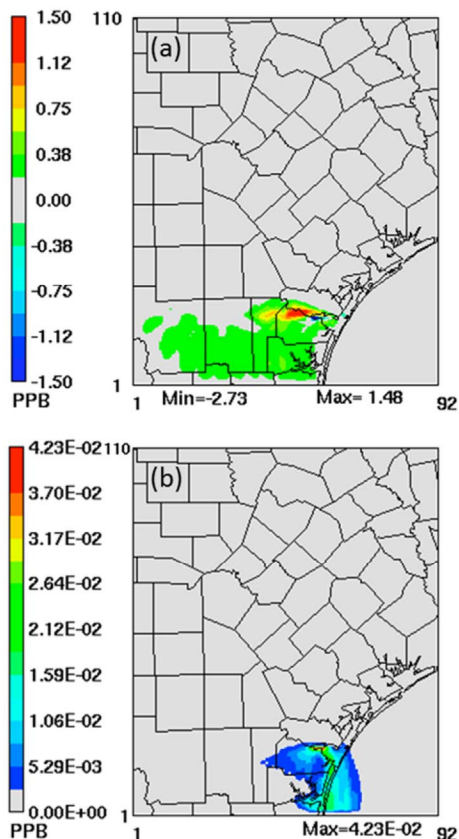 1.50
1.12
0.75
0.38
0.00
-0.38
-0.75
-1.12
-1.50
PPB
110
(a)
1
1
Min=-2.73
Max= 1.48
92
4.23E-02
3.70E-02
3.17E-02
2.64E-02
2.12E-02
1.59E-02
1.06E-02
5.29E-03
0.00E+00
PPB
110
(b)
1
1
Max=4.23E-02
92